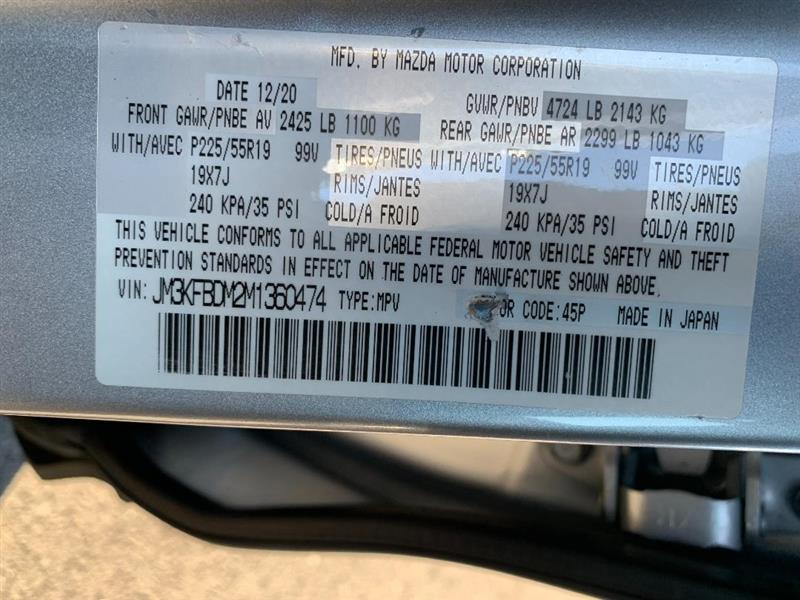 MFD. BY MAZDA MOTOR CORPORATION
DATE 12/20 GVWR/PNBV 4724 LB 2143 KG
FRONT GAWR/PNBE AV 2425 LB 1100 KG REAR GAWR/PNBE AR 2299 LB 1043 KG
WITH/AVEC P225/55R19 99V TIRES/PNEUS WITH/AVEC P225/55R19 99V TIRES/PNEUS
19X7J RIMS/JANTES 19X7J RIMS/JANTES
240 KPA/35 PSI COLD/A FROID 240 KPA/35 PSI COLD/A FROID
THIS VEHICLE CONFORMS TO ALL APPLICABLE FEDERAL MOTOR VEHICLE SAFETY AND THEFT
PREVENTION STANDARDS IN EFFECT ON THE DATE OF MANUFACTURE SHOWN ABOVE.
VIN: JM3KFBDM2M1360474 TYPE:MPV CODE:45P MADE IN JAPAN